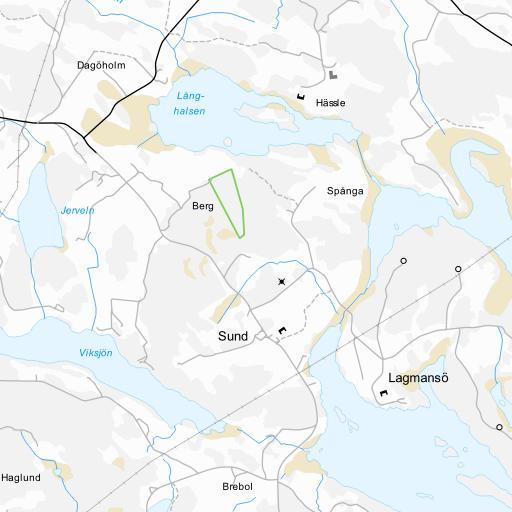 Dagöholm
Lång-
halsen
Hässle
Spånga
Berg
Jerveln
Sund
Viksjön
Lagmansö
Haglund
Brebol